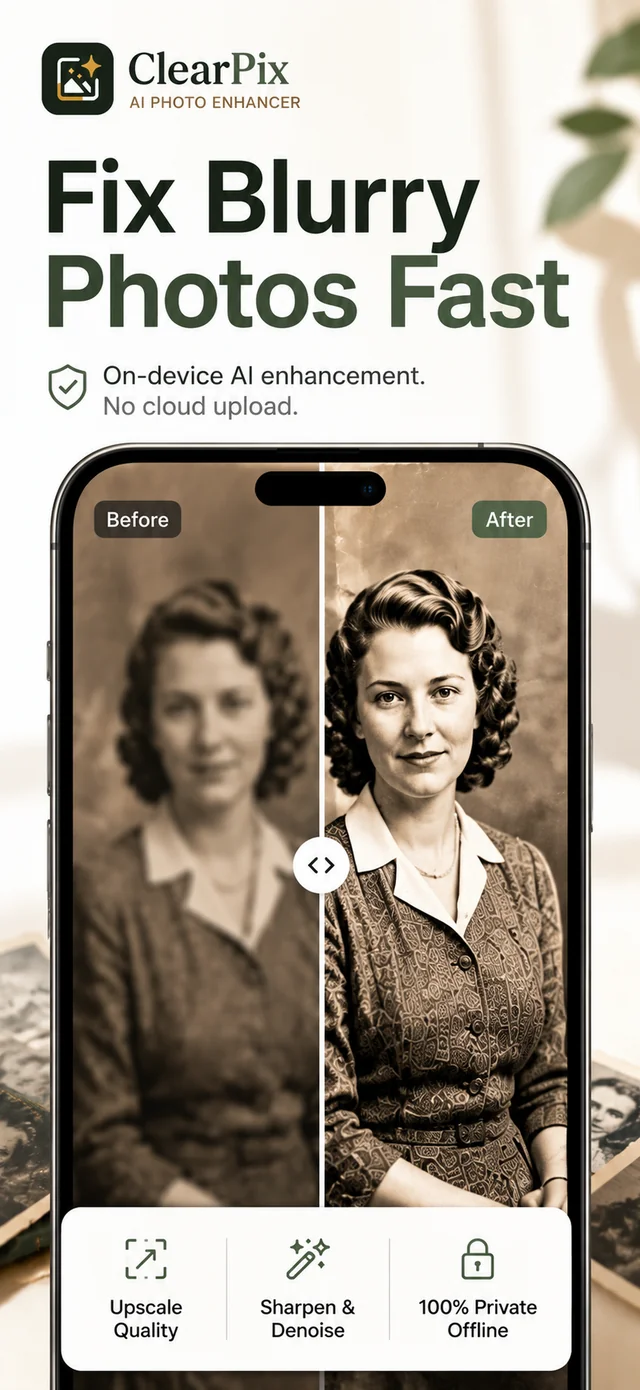 ClearPix
AI PHOTO ENHANCER
Fix Blurry
Photos Fast
On-device AI enhancement.
No cloud upload.
Before
After
Upscale
Quality
Sharpen &
Denoise
100% Private
Offline